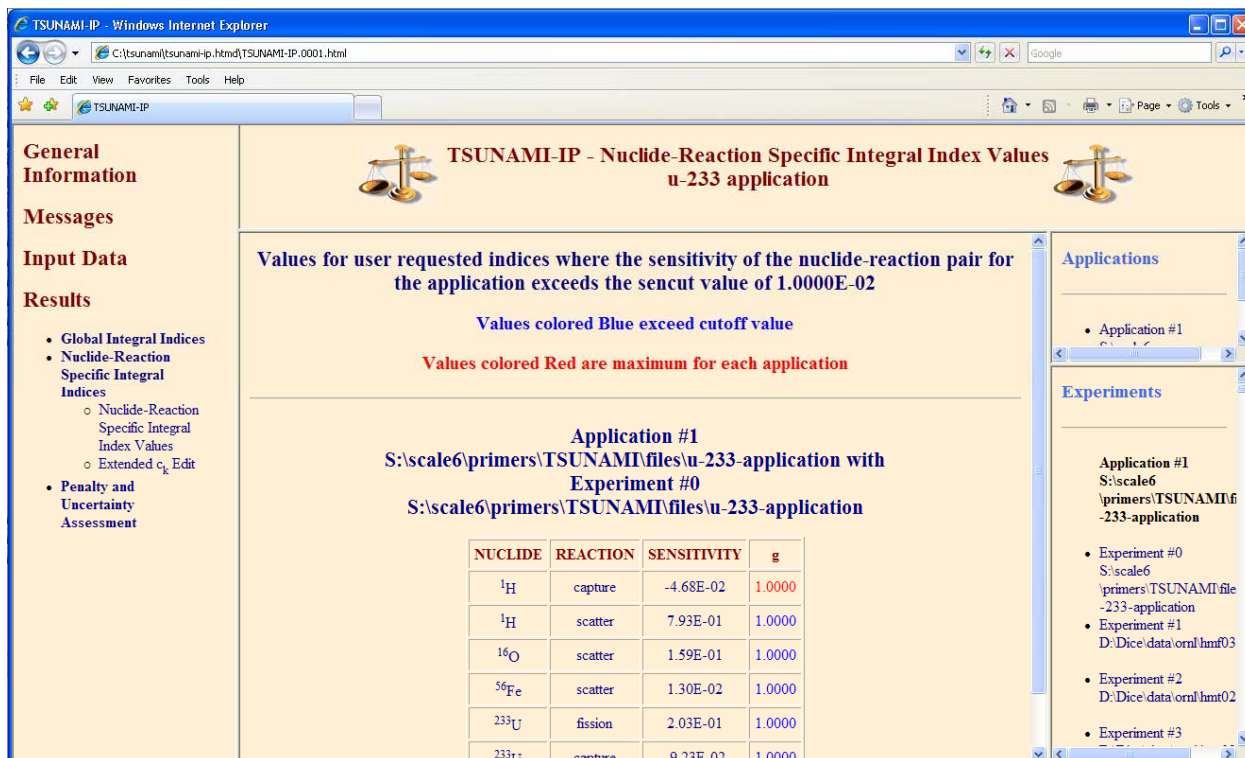 TSUNAMI-IP - Windows Internet Explorer
C:\tsunami\tsunami-ip.htmd\TSUNAMI-IP.0001.html
Google
File Edit View Favorites Tools Help
TSUNAMI-IP
Page
Tools
General
Information
Messages
Input Data
Results
• Global Integral Indices
• Nuclide-Reaction
Specific Integral
Indices
○ Nuclide-Reaction
Specific Integral
Index Values
○ Extended ck Edit
• Penalty and
Uncertainty
Assessment
TSUNAMI-IP - Nuclide-Reaction Specific Integral Index Values
u-233 application
Values for user requested indices where the sensitivity of the nuclide-reaction pair for
the application exceeds the sencut value of 1.0000E-02
Values colored Blue exceed cutoff value
Values colored Red are maximum for each application
Application #1
S:\scale6\primers\TSUNAMI\files\u-233-application with
Experiment #0
S:\scale6\primers\TSUNAMI\files\u-233-application
NUCLIDE REACTION SENSITIVITY g
1H capture -4.68E-02 1.0000
1H scatter 7.93E-01 1.0000
16O scatter 1.59E-01 1.0000
56Fe scatter 1.30E-02 1.0000
233U fission 2.03E-01 1.0000
233U capture -9.23E-02 1.0000
Applications
• Application #1
Experiments
Application #1
S:\scale6
\primers\TSUNAMI\fi
-233-application
• Experiment #0
S:\scale6
\primers\TSUNAMI\file
-233-application
• Experiment #1
D:\Dice\data\ornl\hmf03
• Experiment #2
D:\Dice\data\ornl\hmt02
• Experiment #3